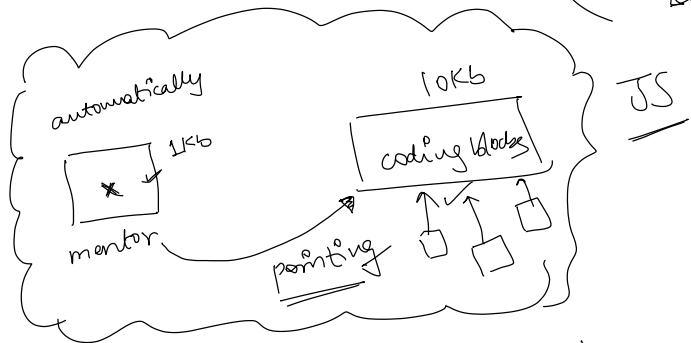 automatically
1Kb
mentor
pointing
10Kb
coding blocks
JS